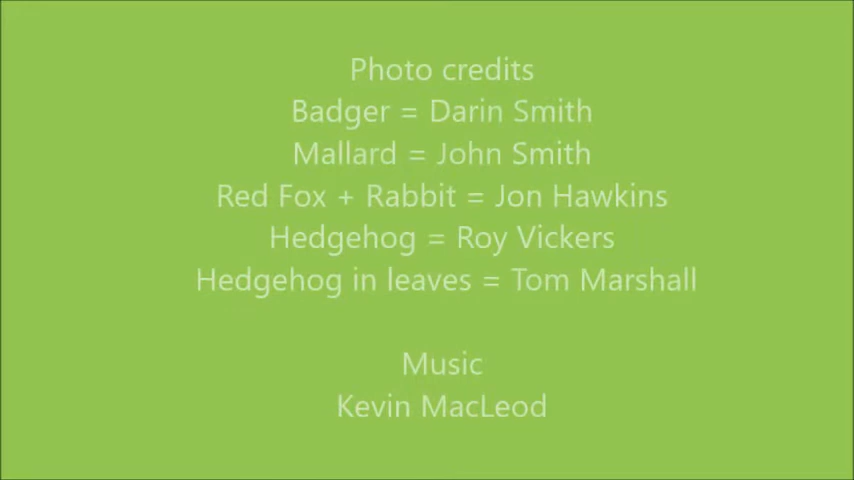 Photo credits
Badger = Darin Smith
Mallard = John Smith
Red Fox + Rabbit = Jon Hawkins
Hedgehog = Roy Vickers
Hedgehog in leaves = Tom Marshall
Music
Kevin MacLeod